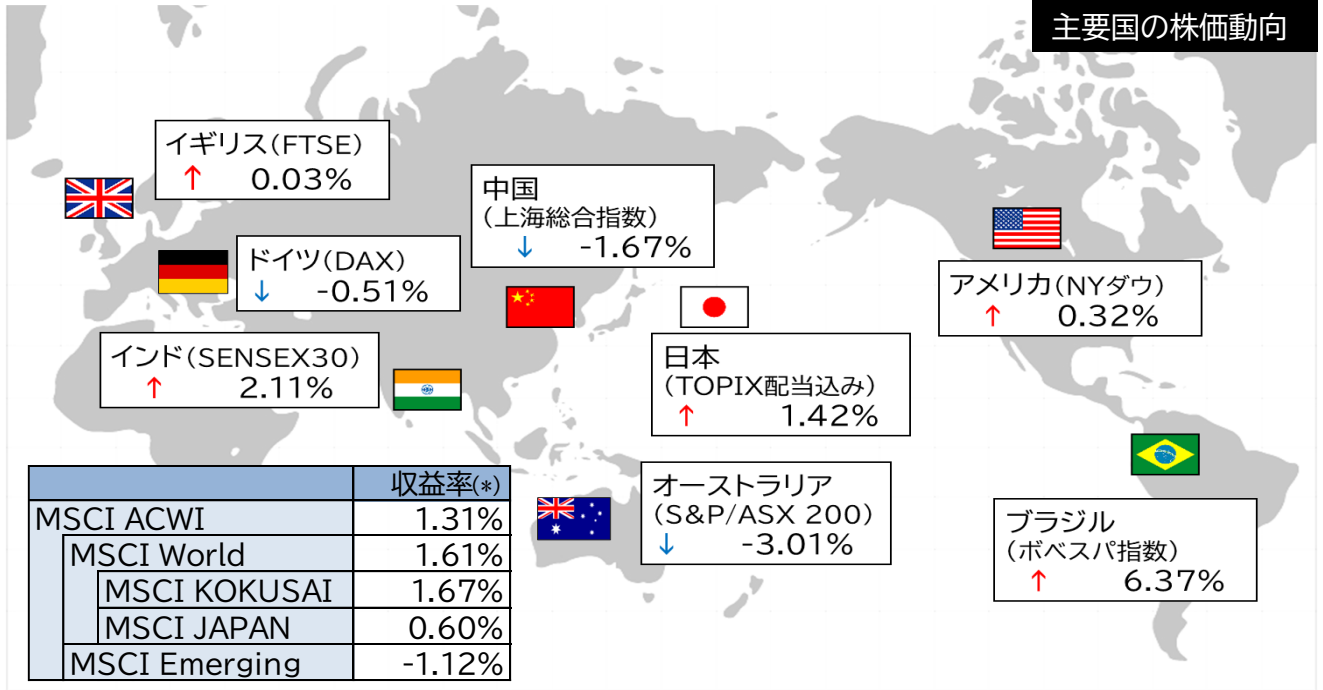 主要国の株価動向
イギリス(FTSE)
↑ 0.03%
中国
(上海総合指数)
↓ -1.67%
ドイツ(DAX)
↓ -0.51%
アメリカ(NYダウ)
↑ 0.32%
インド(SENSEX30)
↑ 2.11%
日本
(TOPIX配当込み)
↑ 1.42%
オーストラリア
(S&P/ASX 200)
↓ -3.01%
ブラジル
(ボベスパ指数)
↑ 6.37%
収益率(*)
MSCI ACWI 1.31%
MSCI World 1.61%
MSCI KOKUSAI 1.67%
MSCI JAPAN 0.60%
MSCI Emerging -1.12%